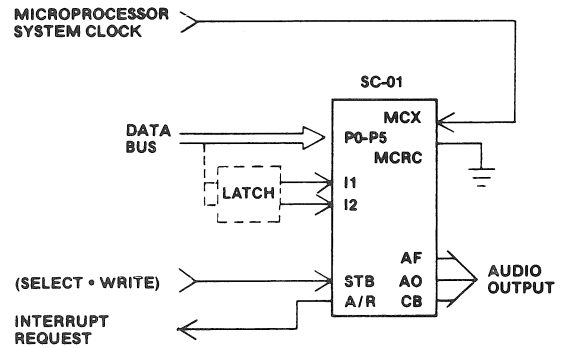 MICROPROCESSOR
SYSTEM CLOCK
SC-01
MCX
DATA
BUS
P0-P5
MCRC
LATCH
I1
I2
AF
(SELECT • WRITE)
STB
AO
AUDIO
OUTPUT
A/R
CB
INTERRUPT
REQUEST